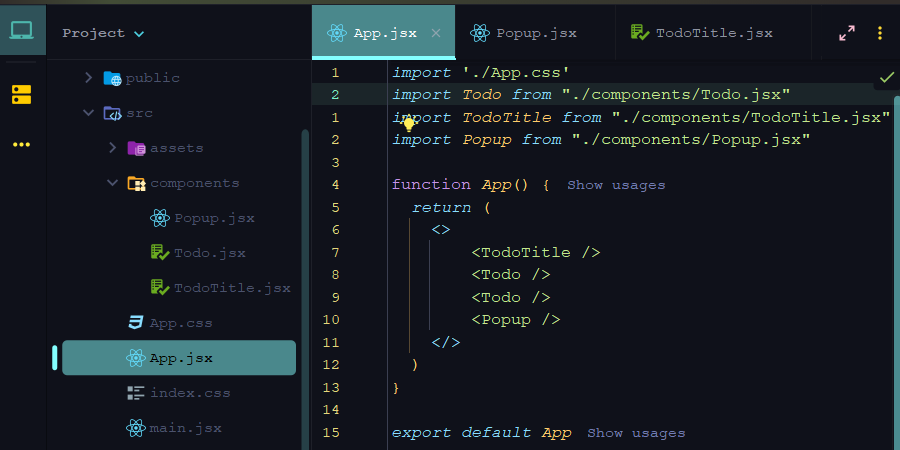 Project
App.jsx
Popup.jsx
TodoTitle.jsx
public
src
assets
components
Popup.jsx
Todo.jsx
TodoTitle.jsx
App.css
App.jsx
index.css
main.jsx
1 import './App.css'
2 import Todo from "./components/Todo.jsx"
1 import TodoTitle from "./components/TodoTitle.jsx"
2 import Popup from "./components/Popup.jsx"
3
4 function App() { Show usages
5 return (
6 <>
7 <TodoTitle />
8 <Todo />
9 <Todo />
10 <Popup />
11 </>
12 )
13 }
14
15 export default App Show usages